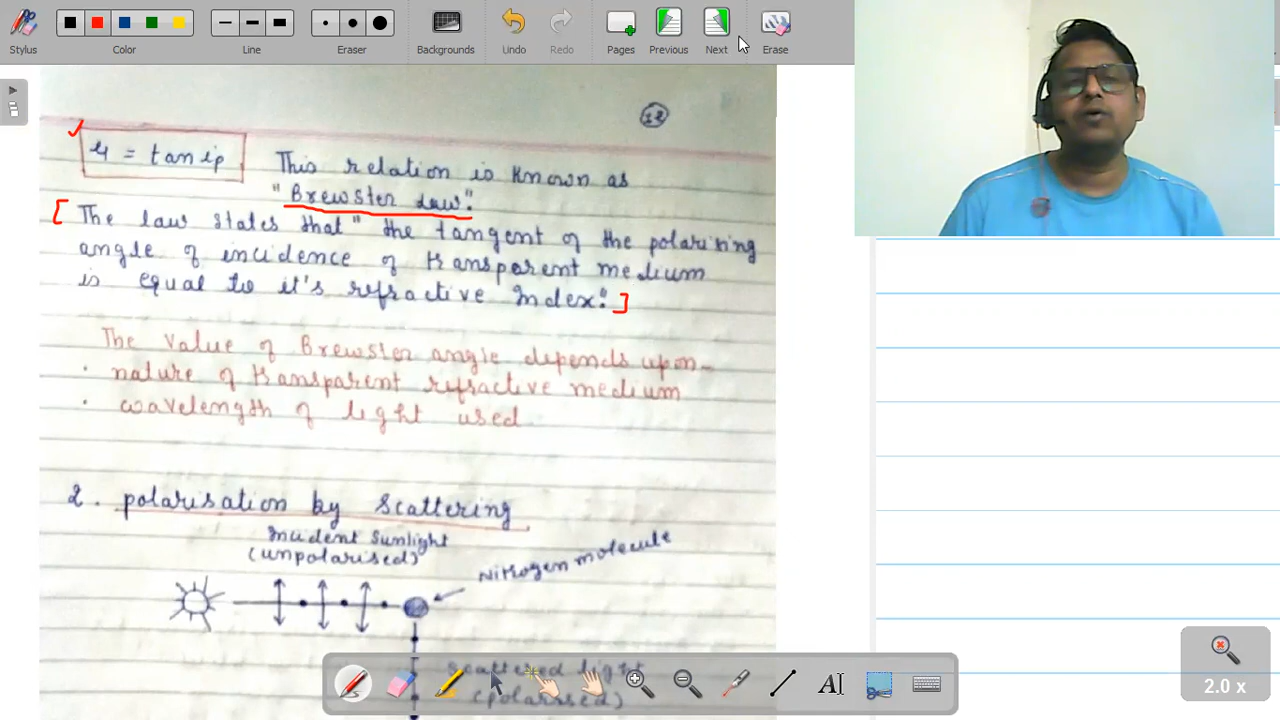 Stylus
Color
Line
Eraser
Backgrounds
Undo
Redo
Pages
Previous
Next
Erase
12
μ = tan ip
This relation is known as
"Brewster Law."
[ The law states that " the tangent of the polarising
angle of incidence of transparent medium
is equal to it's refractive Index." ]
The value of Brewster angle depends upon-
· nature of transparent refractive medium
· wavelength of light used
2. polarisation by Scattering
Incident Sunlight
(unpolarised)
Nitrogen molecule
Scattered light
(polarised)
AI
2.0 x